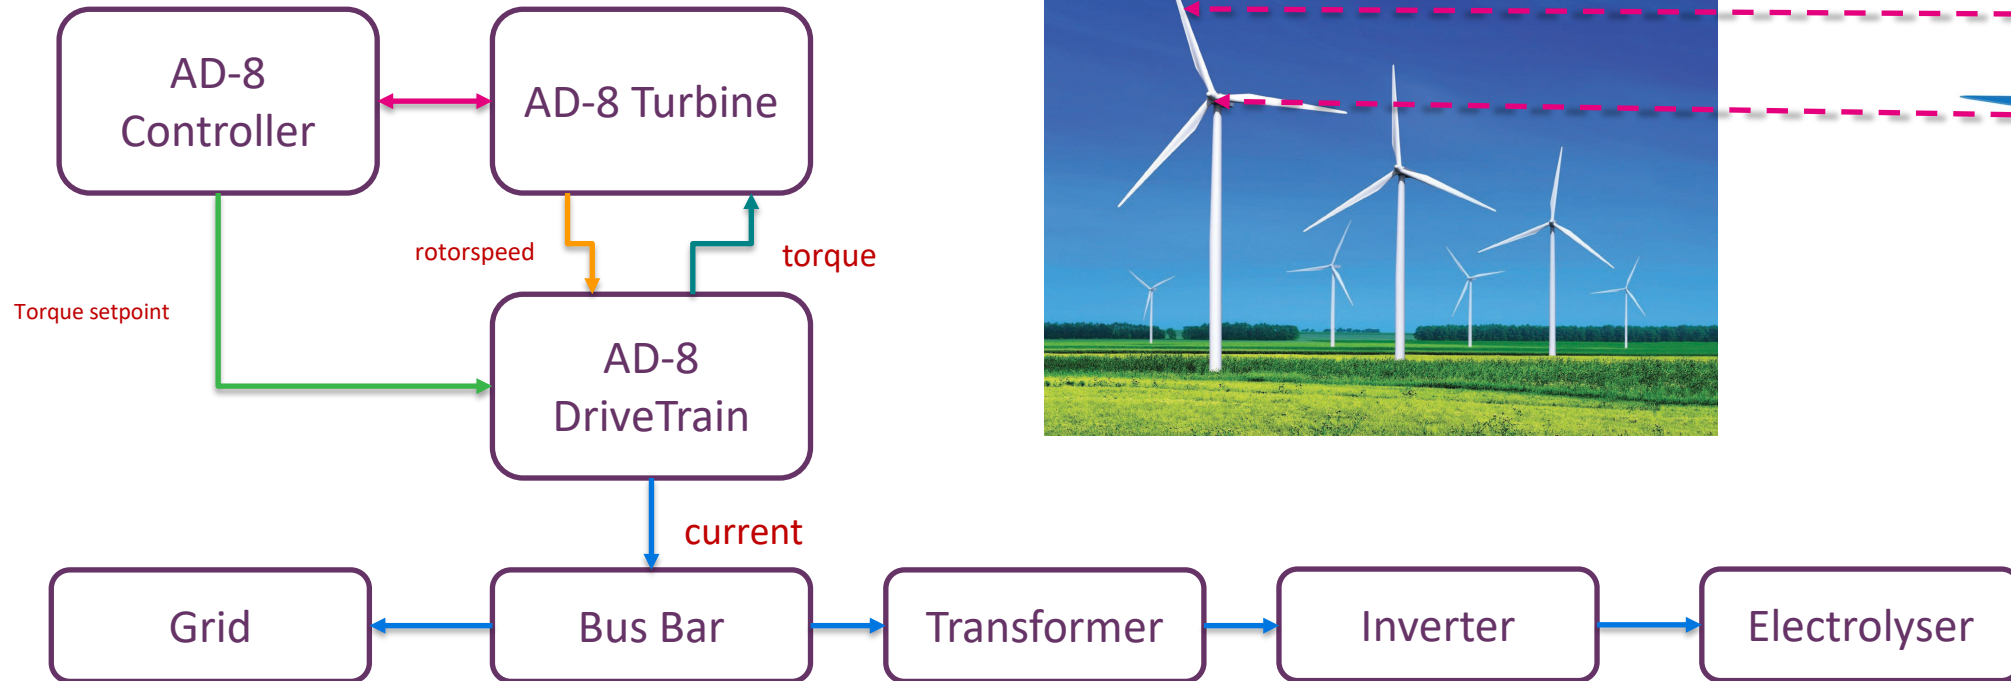 AD-8
Controller
AD-8 Turbine
rotorspeed
torque
Torque setpoint
AD-8
DriveTrain
current
Grid
Bus Bar
Transformer
Inverter
Electrolyser